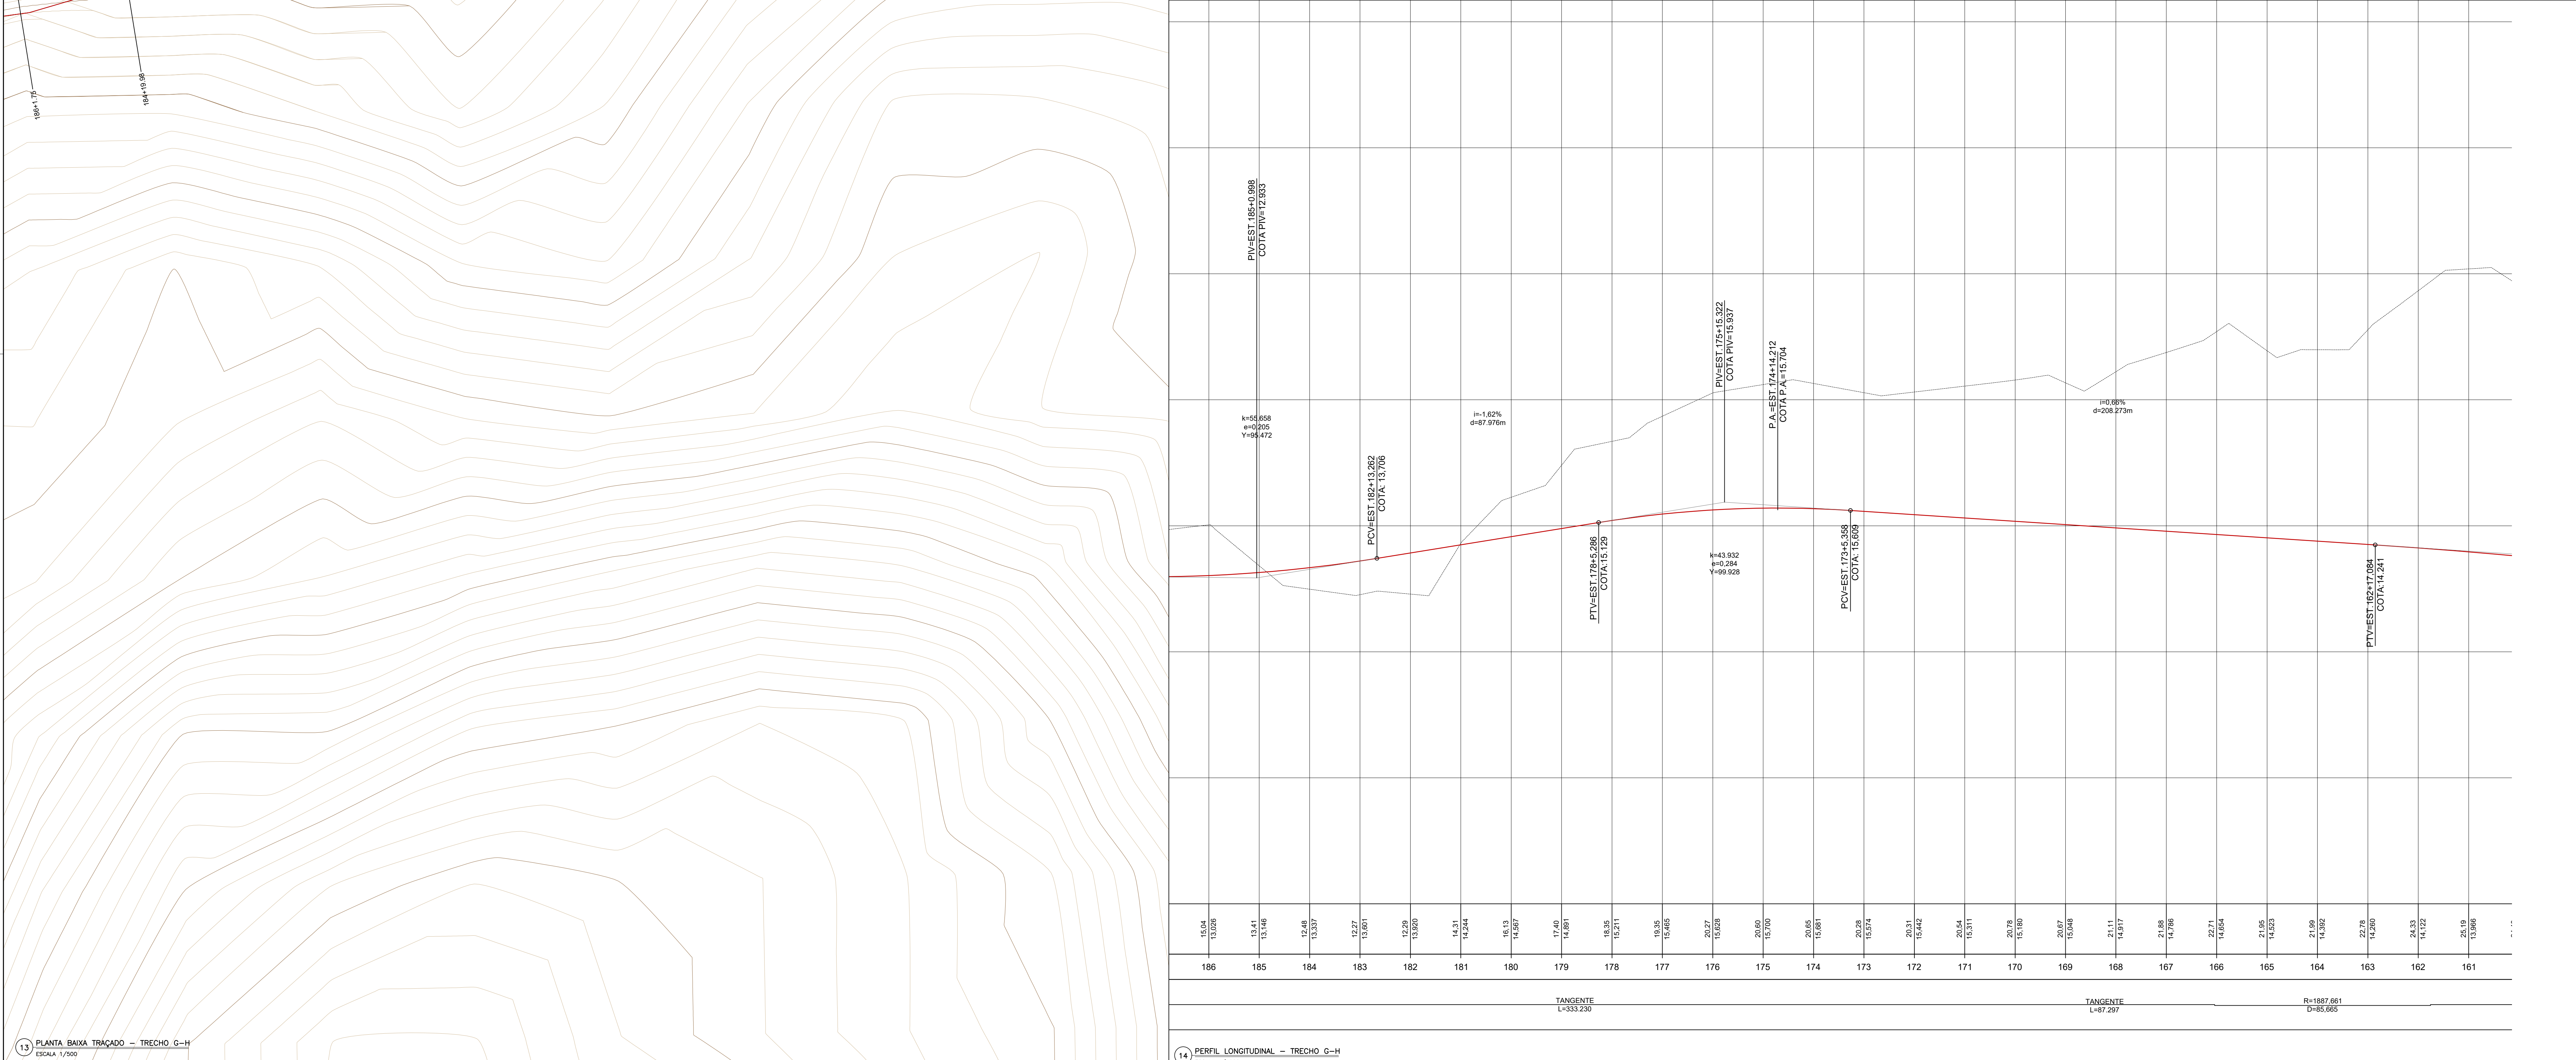 186+1.75
184+19.98
13
PLANTA BAIXA TRAÇADO – TRECHO G-H
ESCALA 1/500
PIV=EST.185+0.998
COTA PIV=12.933
k=55,658
e=0.205
Y=95.472
PCV=EST.182+13,262
COTA: 13,706
i=-1,62%
d=87.976m
PTV=EST.178+5,286
COTA:15.129
PIV=EST.175+15.322
COTA PIV=15.937
P.A.=EST.174+14.212
COTA P.A.=15.704
k=43.932
e=0,284
Y=99.928
PCV=EST.173+5,358
COTA: 15.609
i=0,66%
d=208.273m
PTV=EST.162+17,084
COTA:14.241
15,04
13,026
13,41
13,146
12,48
13,337
12,27
13,601
12,29
13,920
14,31
14,244
16,13
14,567
17,40
14,891
18,35
15,211
19,35
15,465
20,27
15,628
20,60
15,700
20,65
15,681
20,28
15,574
20,31
15,442
20,54
15,311
20,78
15,180
20,67
15,048
21,11
14,917
21,88
14,786
22,71
14,654
21,95
14,523
21,99
14,392
22,78
14,260
24,33
14,122
25,19
13,966
186 185 184 183 182 181 180 179 178 177 176 175 174 173 172 171 170 169 168 167 166 165 164 163 162 161
TANGENTE
L=333.230
TANGENTE
L=87.297
R=1887,661
D=85,665
14
PERFIL LONGITUDINAL – TRECHO G-H